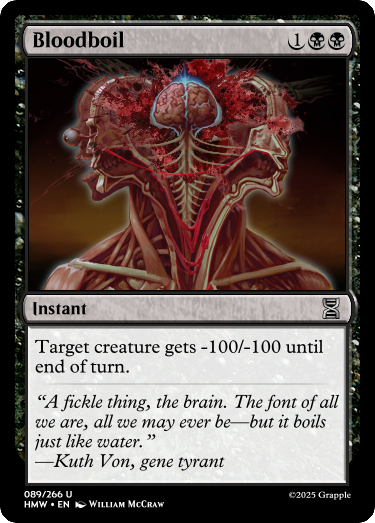 Bloodboil 1
Instant
Target creature gets -100/-100 until
end of turn.
“A fickle thing, the brain. The font of all
we are, all we may ever be—but it boils
just like water.”
—Kuth Von, gene tyrant
089/266 U
HMW • EN William McCraw
©2025 Grapple